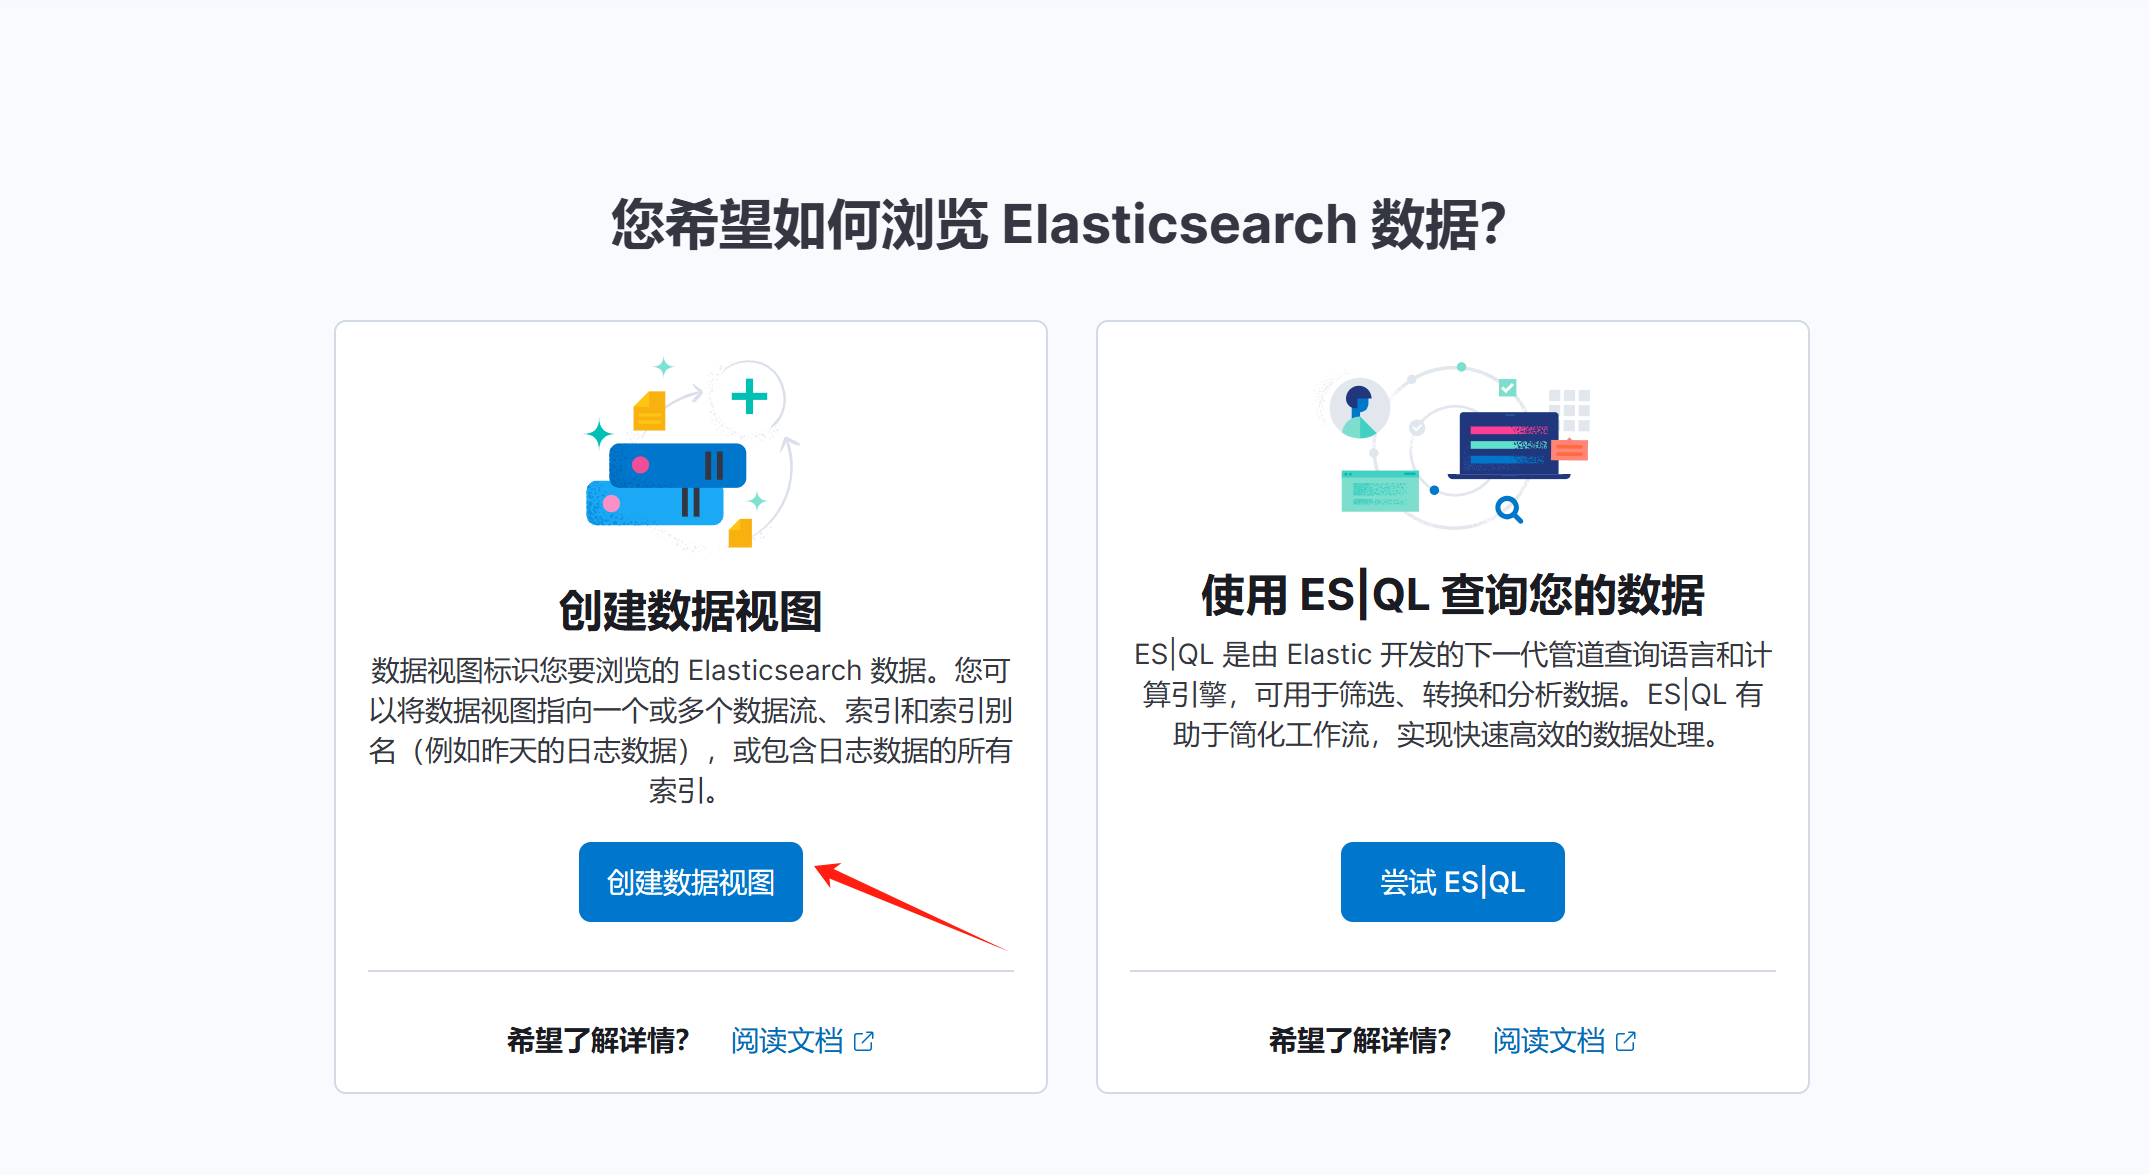 您希望如何浏览 Elasticsearch 数据?
创建数据视图
数据视图标识您要浏览的 Elasticsearch 数据。您可
以将数据视图指向一个或多个数据流、索引和索引别
名（例如昨天的日志数据），或包含日志数据的所有
索引。
创建数据视图
希望了解详情?
阅读文档
使用 ES|QL 查询您的数据
ES|QL 是由 Elastic 开发的下一代管道查询语言和计
算引擎，可用于筛选、转换和分析数据。ES|QL 有
助于简化工作流，实现快速高效的数据处理。
尝试 ES|QL
希望了解详情?
阅读文档